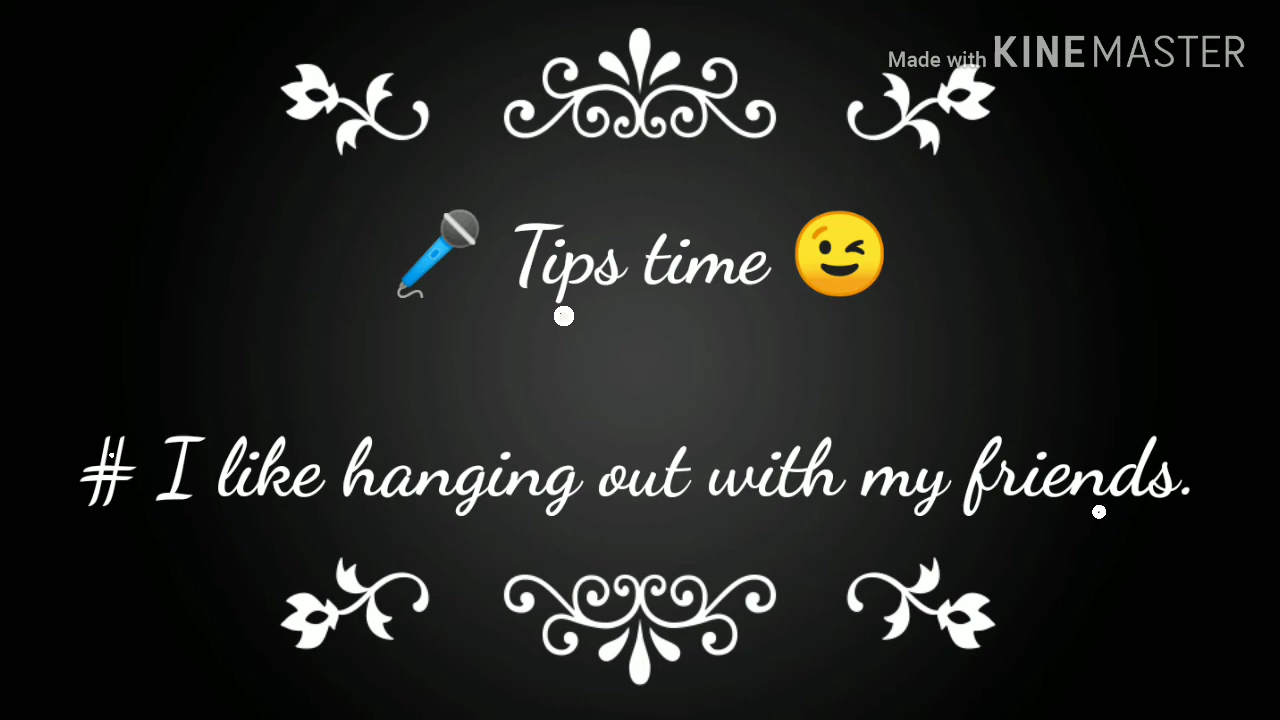 Made with KINEMASTER
🎤 Tips time 😉
# I like hanging out with my friends.